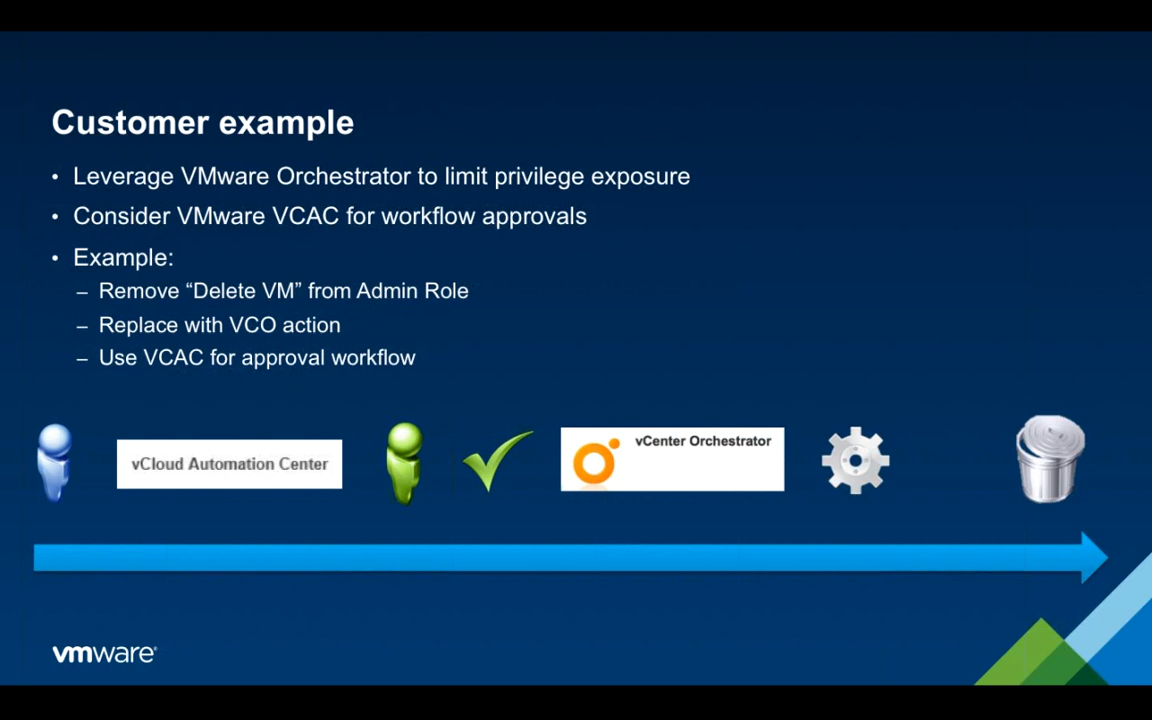 Customer example
• Leverage VMware Orchestrator to limit privilege exposure
• Consider VMware VCAC for workflow approvals
• Example:
– Remove “Delete VM” from Admin Role
– Replace with VCO action
– Use VCAC for approval workflow
vCloud Automation Center
vCenter Orchestrator
vmware®